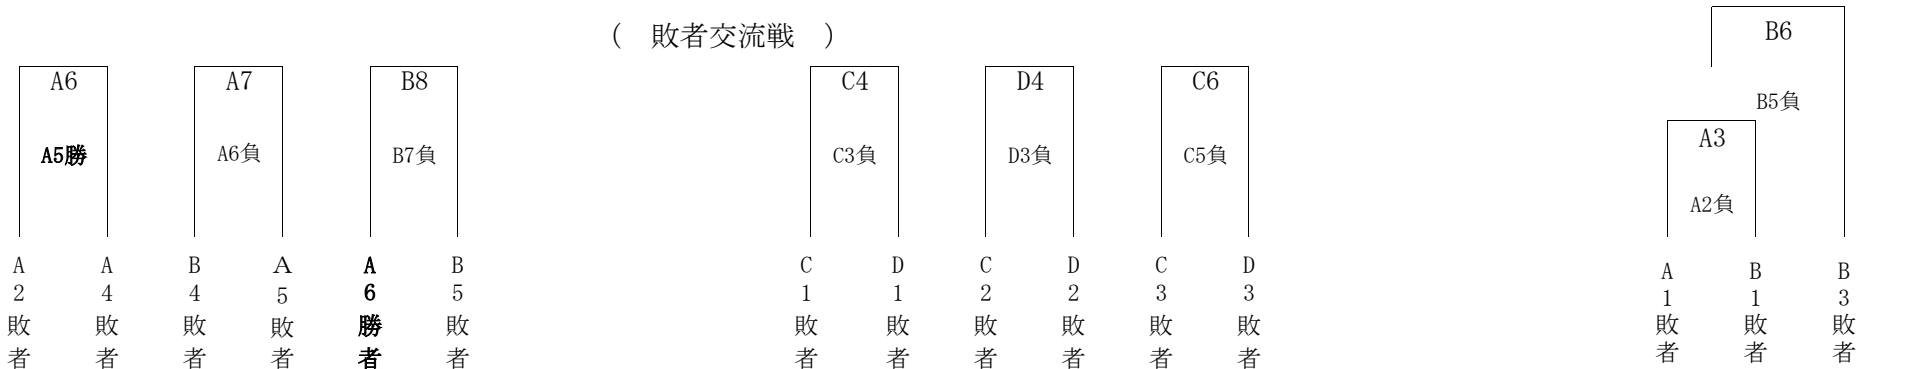 （　敗者交流戦　）
B6
A6
A7
B8
C4
D4
C6
B5負
A3
A5勝
A6負
B7負
C3負
D3負
C5負
A2負
A2敗者
A4敗者
B4敗者
A5敗者
A6勝者
B5敗者
C1敗者
D1敗者
C2敗者
D2敗者
C3敗者
D3敗者
A1敗者
B1敗者
B3敗者